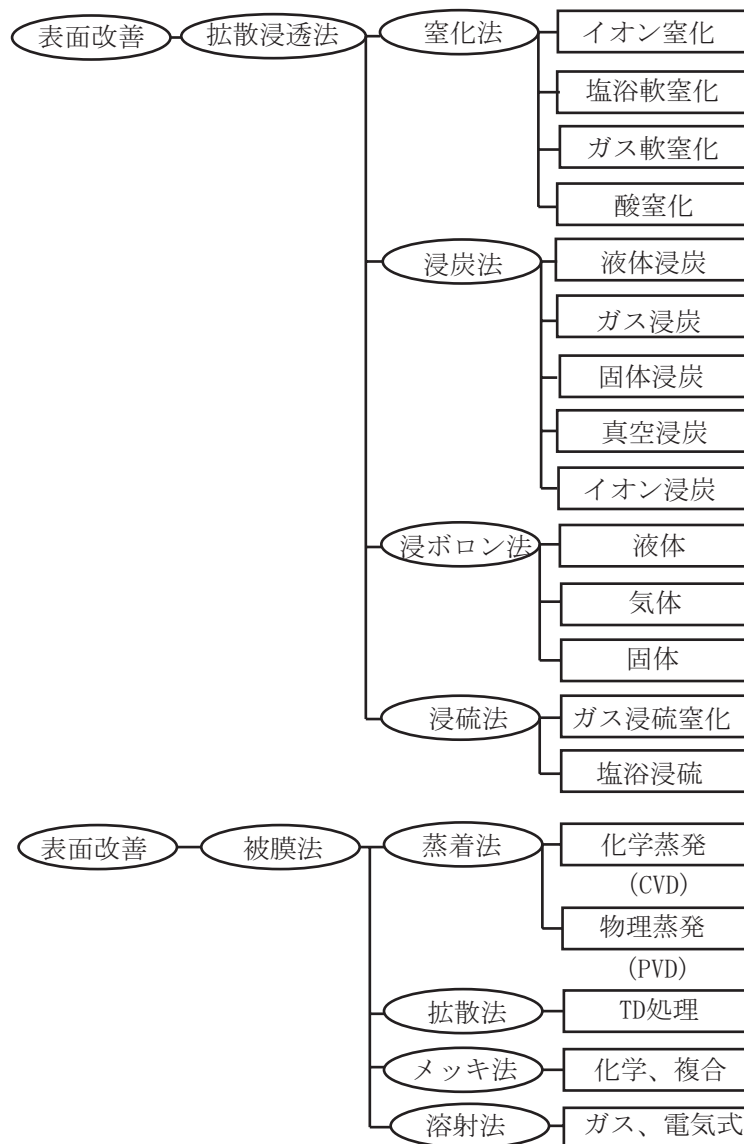 表面改善 拡散浸透法 窒化法 イオン窒化
塩浴軟窒化
ガス軟窒化
酸窒化
浸炭法 液体浸炭
ガス浸炭
固体浸炭
真空浸炭
イオン浸炭
浸ボロン法 液体
気体
固体
浸硫法 ガス浸硫窒化
塩浴浸硫
表面改善 被膜法 蒸着法 化学蒸発
(CVD)
物理蒸発
(PVD)
拡散法 TD処理
メッキ法 化学、複合
溶射法 ガス、電気式